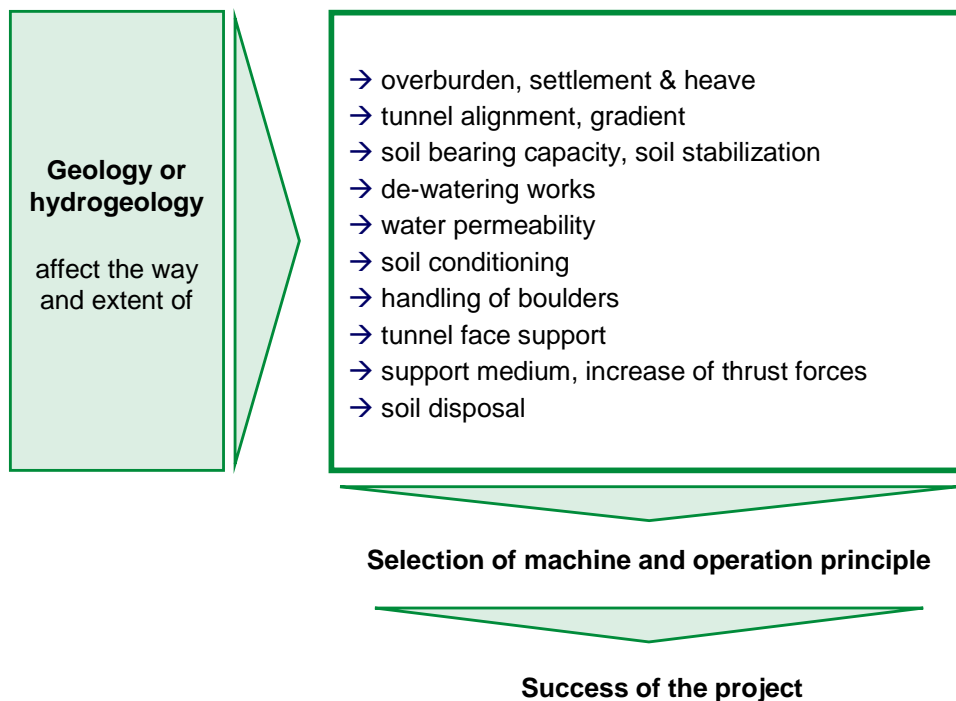 Geology or
hydrogeology
affect the way
and extent of
→ overburden, settlement & heave
→ tunnel alignment, gradient
→ soil bearing capacity, soil stabilization
→ de-watering works
→ water permeability
→ soil conditioning
→ handling of boulders
→ tunnel face support
→ support medium, increase of thrust forces
→ soil disposal
Selection of machine and operation principle
Success of the project